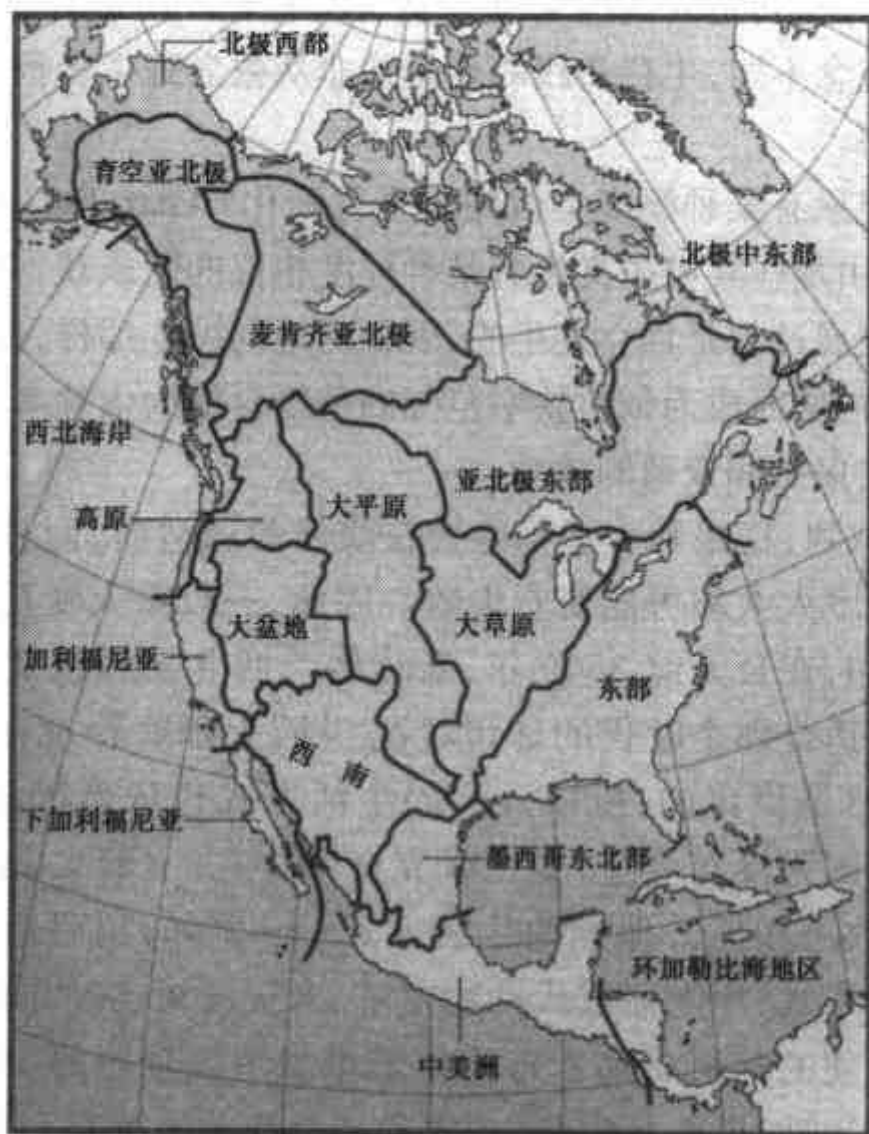 北极西部
育空亚北极
北极中东部
麦肯齐亚北极
西北海岸
亚北极东部
高原
大平原
大盆地
大草原
加利福尼亚
东部
西南
下加利福尼亚
墨西哥东北部
环加勒比海地区
中美洲